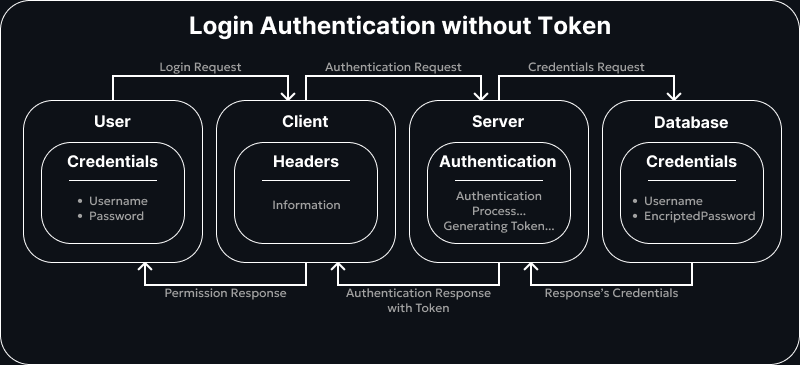 Login Authentication without Token
Login Request
Authentication Request
Credentials Request
User
Credentials
Username
Password
Client
Headers
Information
Server
Authentication
Authentication
Process...
Generating Token...
Database
Credentials
Username
EncriptedPassword
Permission Response
Authentication Response
with Token
Response's Credentials